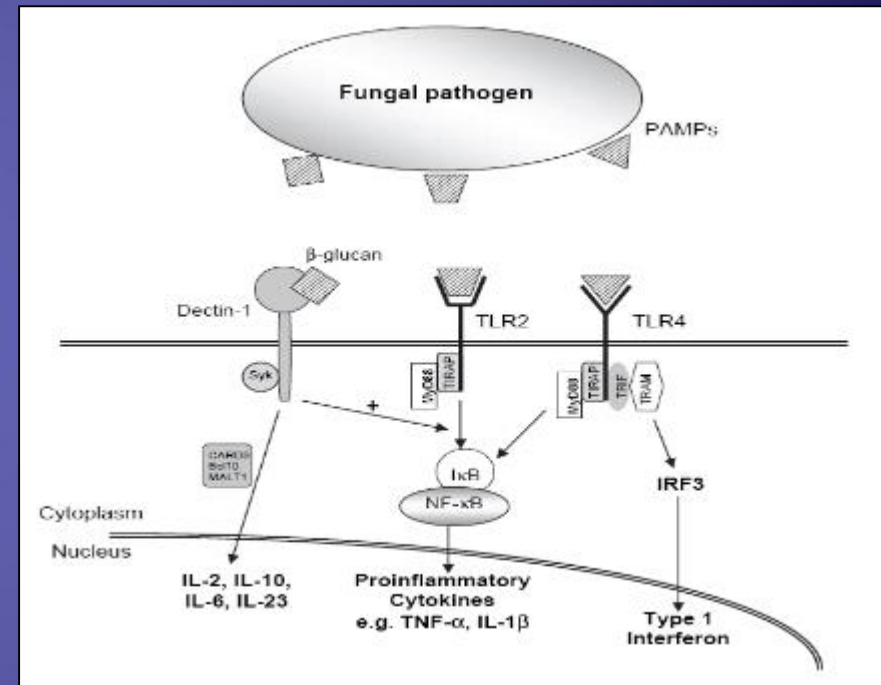 Fungal pathogen
PAMPs
β-glucan
Dectin-1
TLR2
TLR4
Syk
MyD88
TIRAP
MyD88
TIRAP
TRIF
TRAM
+
CARD9
Bcl10
MALT1
IκB
NF-κB
IRF3
Cytoplasm
Nucleus
IL-2, IL-10,
IL-6, IL-23
Proinflammatory
Cytokines
e.g. TNF-α, IL-1β
Type 1
Interferon